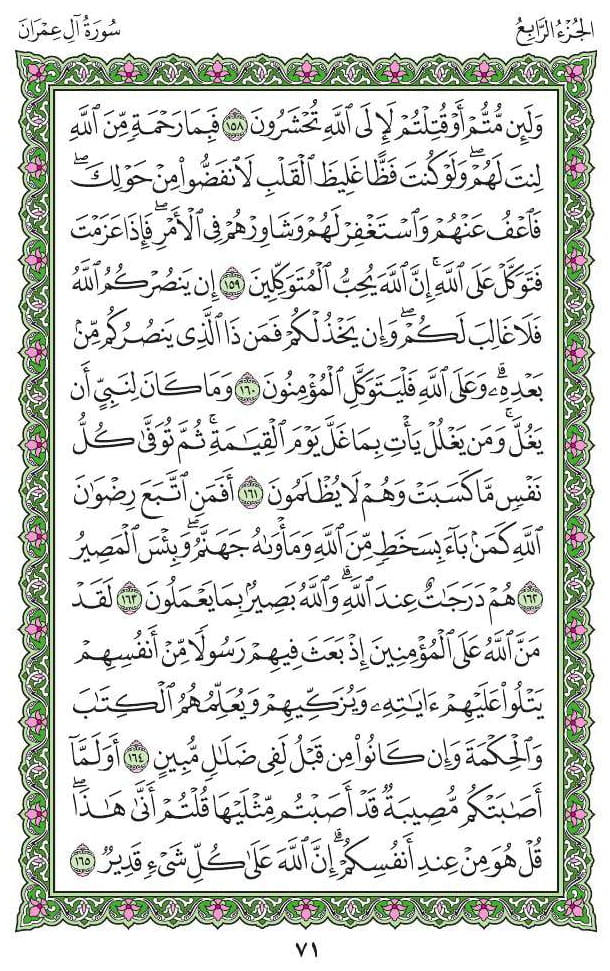 الجُزْءُ الرَّابِعُ
سُورَةُ آلِ عِمْرَانَ
وَلَئِن مُّتُّمْ أَوْ قُتِلْتُمْ لَإِلَى ٱللَّهِ تُحْشَرُونَ ١٥٨ فَبِمَا رَحْمَةٍ مِّنَ ٱللَّهِ
لِنتَ لَهُمْۖ وَلَوْ كُنتَ فَظًّا غَلِيظَ ٱلْقَلْبِ لَٱنفَضُّوا۟ مِنْ حَوْلِكَۖ
فَٱعْفُ عَنْهُمْ وَٱسْتَغْفِرْ لَهُمْ وَشَاوِرْهُمْ فِى ٱلْأَمْرِۖ فَإِذَا عَزَمْتَ
فَتَوَكَّلْ عَلَى ٱللَّهِۚ إِنَّ ٱللَّهَ يُحِبُّ ٱلْمُتَوَكِّلِينَ ١٥٩ إِن يَنصُرْكُمُ ٱللَّهُ
فَلَا غَالِبَ لَكُمْۖ وَإِن يَخْذُلْكُمْ فَمَن ذَا ٱلَّذِى يَنصُرُكُم مِّنۢ
بَعْدِهِۦۗ وَعَلَى ٱللَّهِ فَلْيَتَوَكَّلِ ٱلْمُؤْمِنُونَ ١٦٠ وَمَا كَانَ لِنَبِىٍّ أَن
يَغُلَّۚ وَمَن يَغْلُلْ يَأْتِ بِمَا غَلَّ يَوْمَ ٱلْقِيَٰمَةِۚ ثُمَّ تُوَفَّىٰ كُلُّ
نَفْسٍ مَّا كَسَبَتْ وَهُمْ لَا يُظْلَمُونَ ١٦١ أَفَمَنِ ٱتَّبَعَ رِضْوَٰنَ
ٱللَّهِ كَمَنۢ بَآءَ بِسَخَطٍ مِّنَ ٱللَّهِ وَمَأْوَىٰهُ جَهَنَّمُۖ وَبِئْسَ ٱلْمَصِيرُ
١٦٢ هُمْ دَرَجَٰتٌ عِندَ ٱللَّهِۗ وَٱللَّهُ بَصِيرٌۢ بِمَا يَعْمَلُونَ ١٦٣ لَقَدْ
مَنَّ ٱللَّهُ عَلَى ٱلْمُؤْمِنِينَ إِذْ بَعَثَ فِيهِمْ رَسُولًا مِّنْ أَنفُسِهِمْ
يَتْلُوا۟ عَلَيْهِمْ ءَايَٰتِهِۦ وَيُزَكِّيهِمْ وَيُعَلِّمُهُمُ ٱلْكِتَٰبَ
وَٱلْحِكْمَةَ وَإِن كَانُوا۟ مِن قَبْلُ لَفِى ضَلَٰلٍ مُّبِينٍ ١٦٤ أَوَلَمَّآ
أَصَٰبَتْكُم مُّصِيبَةٌ قَدْ أَصَبْتُم مِّثْلَيْهَا قُلْتُمْ أَنَّىٰ هَٰذَاۖ
قُلْ هُوَ مِنْ عِندِ أَنفُسِكُمْۗ إِنَّ ٱللَّهَ عَلَىٰ كُلِّ شَىْءٍ قَدِيرٌ ١٦٥
٧١